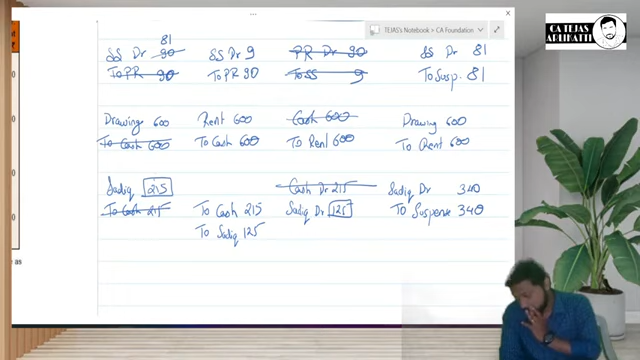 TEJAS's Notebook > CA Foundation
CA TEJAS
ARLIKATTI
81
SS Dr 90 SS Dr 9 PR Dr 90 SS Dr 81
To PR 90 To PR 90 To SS 9 To Susp. 81
Drawings 600 Rent 600 Cash 600 Drawing 600
To Cash 600 To Cash 600 To Rent 600 To Rent 600
Sadiq 215 Cash Dr 215 Sadiq Dr 340
To Cash 215 To Cash 215 Sadiq Dr 125 To Suspense 340
To Sadiq 125
as